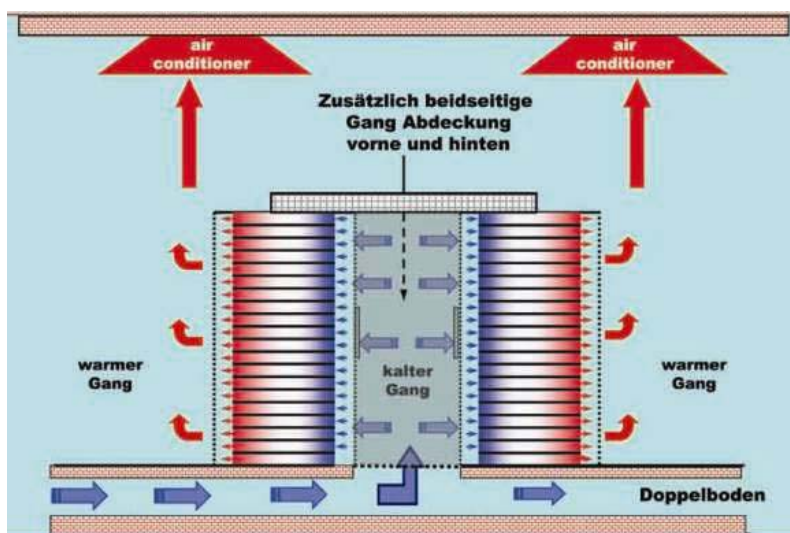 air
conditioner
air
conditioner
Zusätzlich beidseitige
Gang Abdeckung
vorne und hinten
warmer
Gang
kalter
Gang
warmer
Gang
Doppelboden